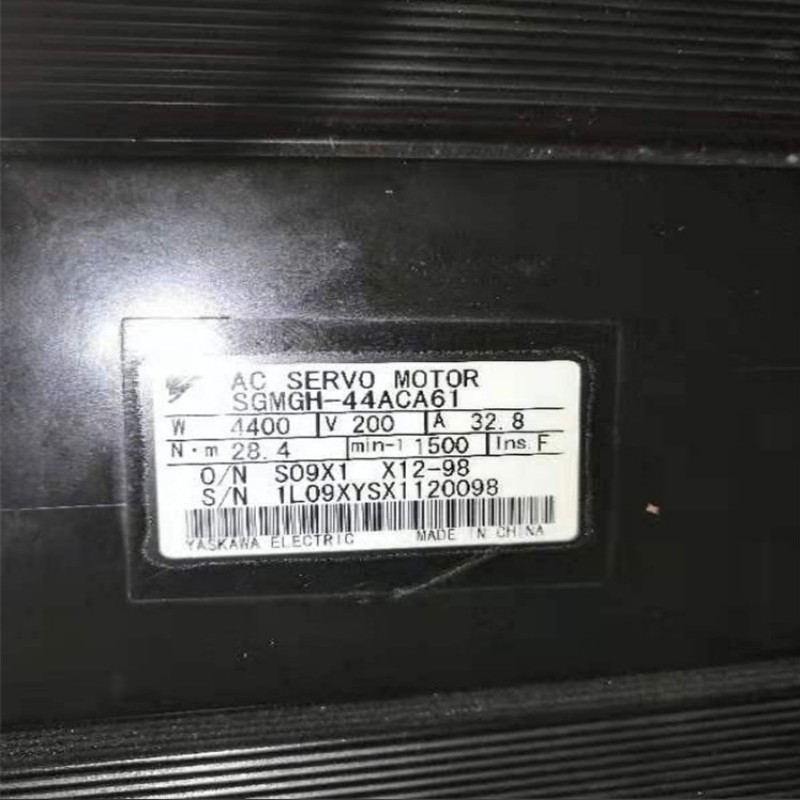 AC SERVO MOTOR
SGMGH-44ACA61
W 4400 V 200 A 32.8
N・m 28.4 min-1 1500 Ins. F
O/N S09X1 X12-98
S/N 1L09XYSX1120098
YASKAWA ELECTRIC MADE IN CHINA